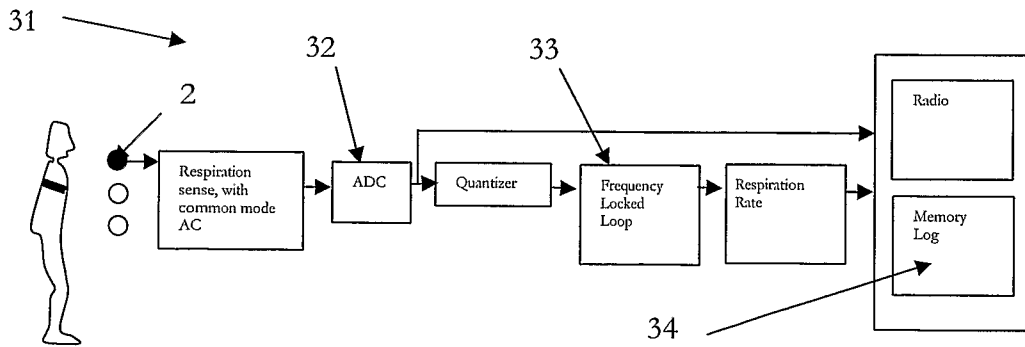 31
2
32
33
Respiration
sense, with
common mode
AC
ADC
Quantizer
Frequency
Locked
Loop
Respiration
Rate
Radio
Memory
Log
34